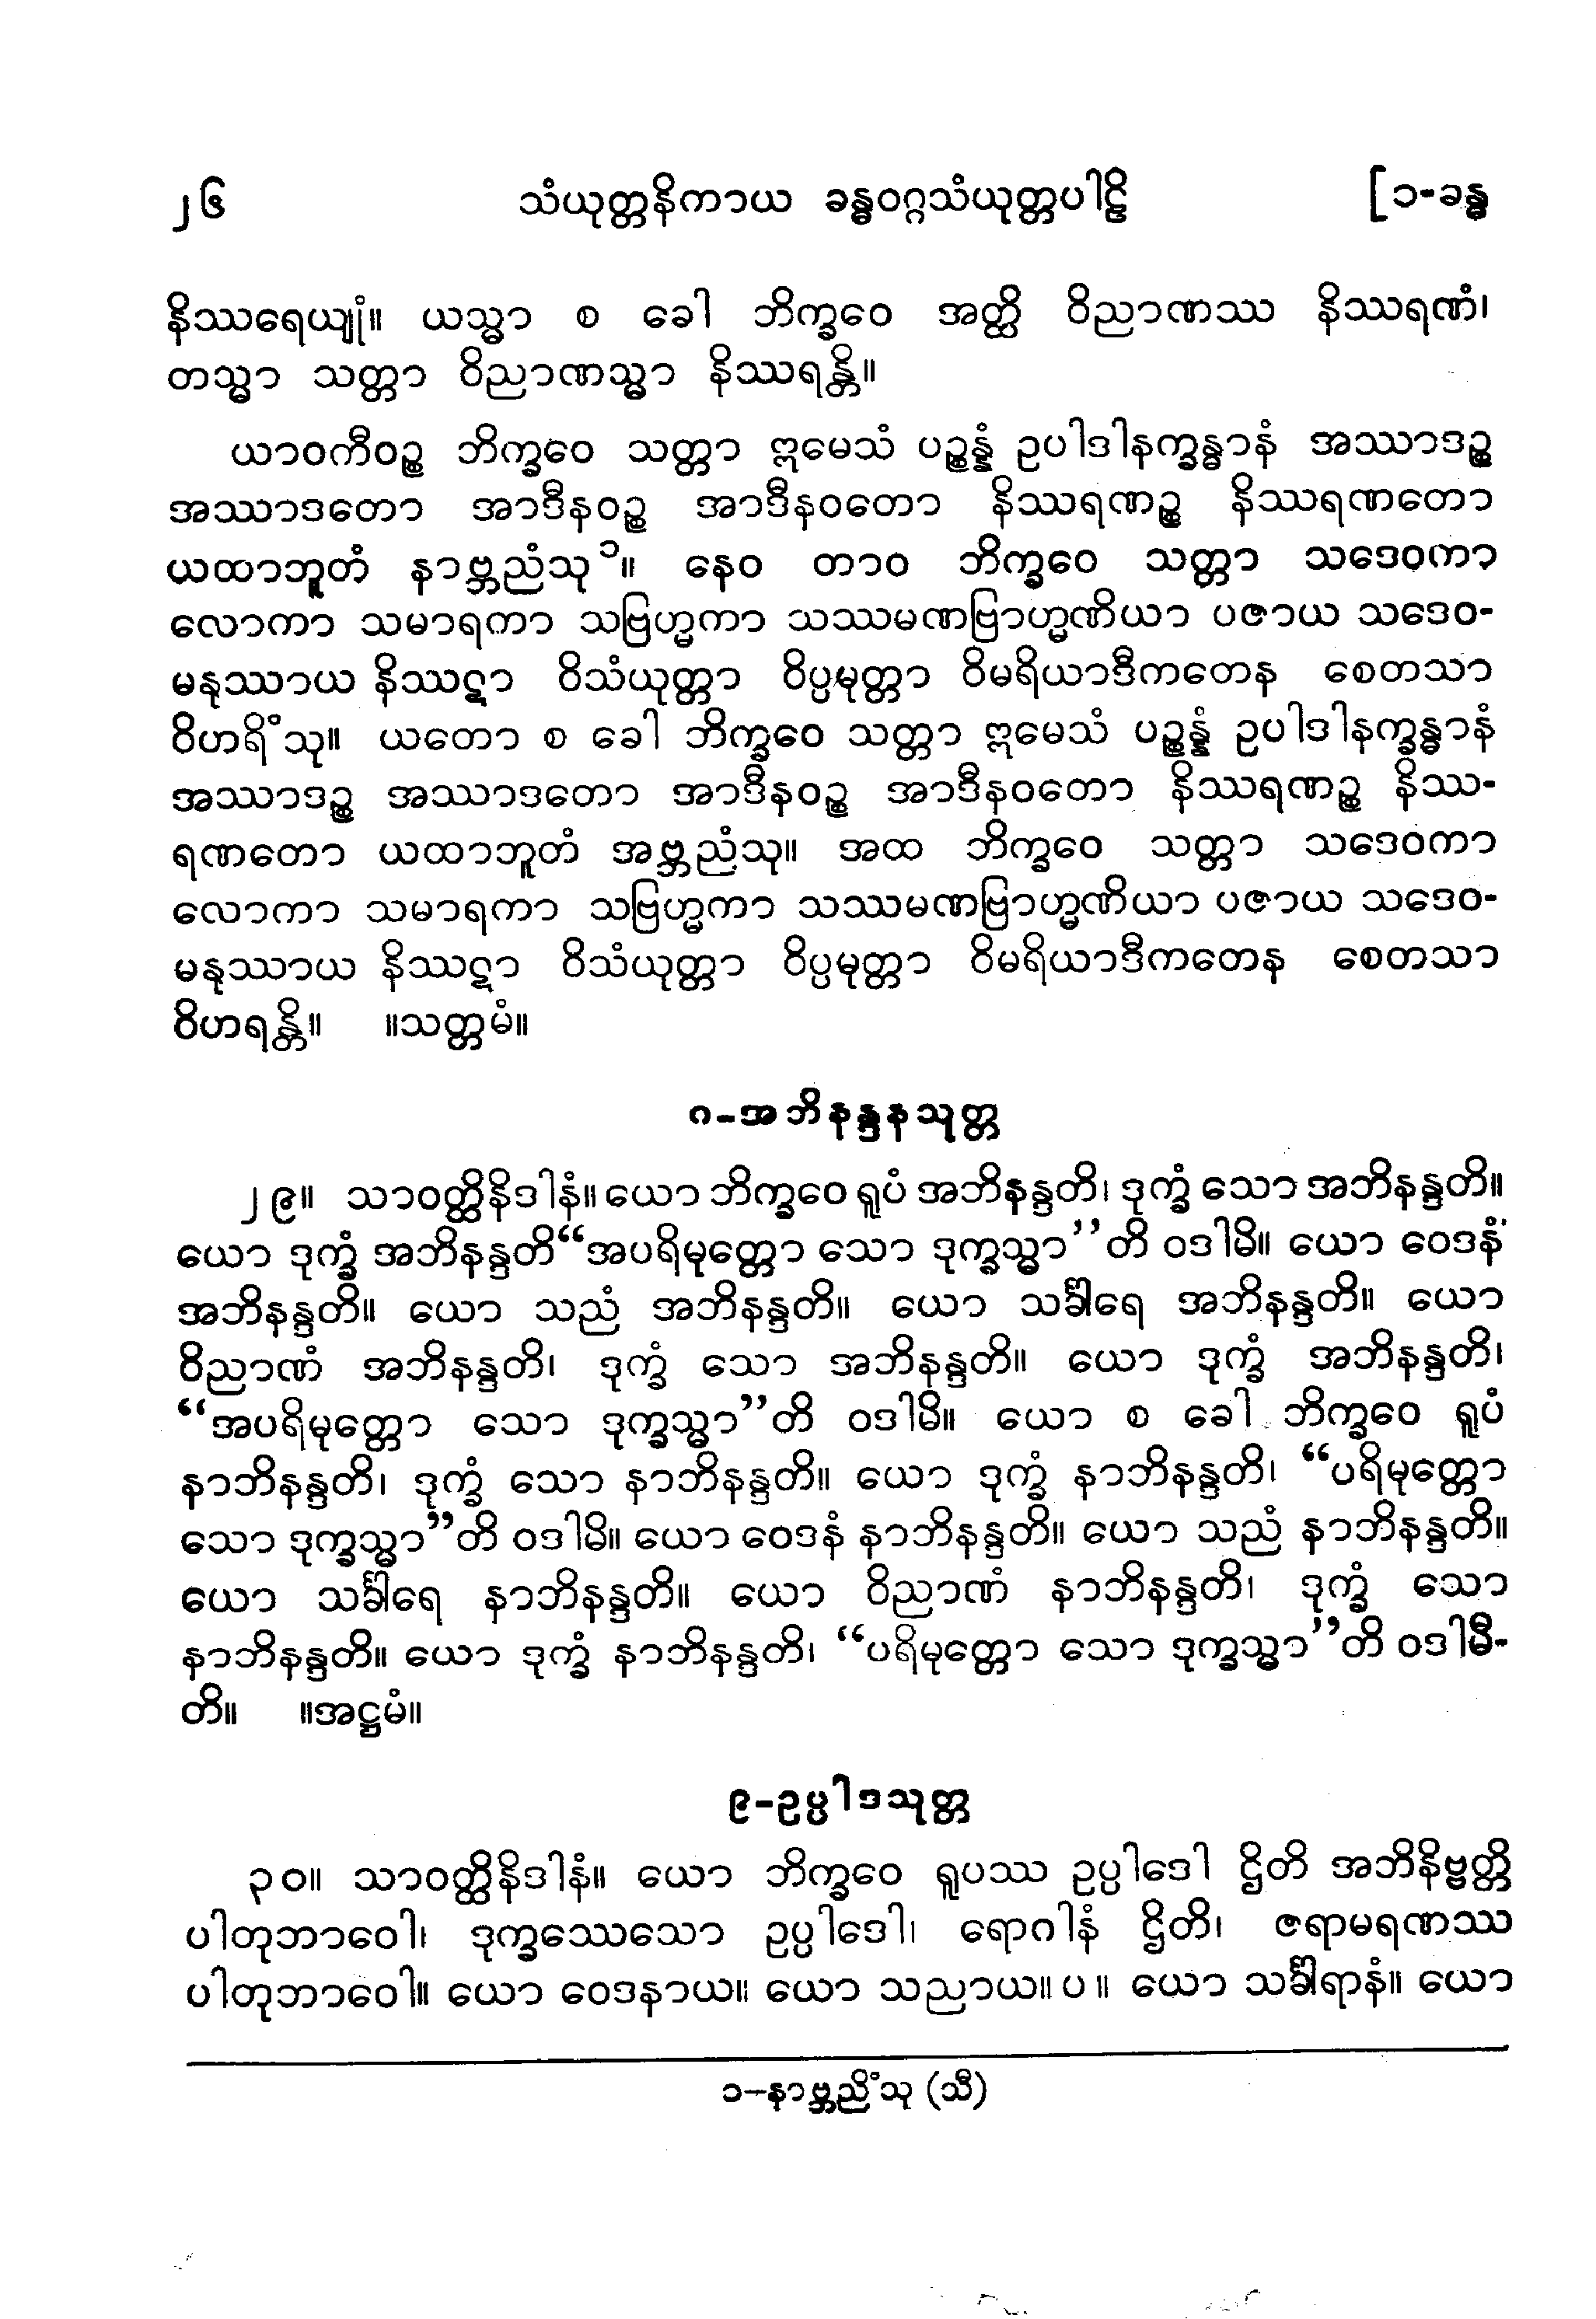 ၂၆ သံယုတ္တနိကာယ ခန္ဓဝဂ္ဂသံယုတ္တပါဠိ [၁-ခန္ဓ
နိဿရေယျုံ။ ယသ္မာ စ ခေါ ဘိက္ခဝေ အတ္ထိ ဝိညာဏဿ နိဿရဏံ၊
တသ္မာ သတ္တာ ဝိညာဏသ္မာ နိဿရန္တိ။
ယာဝကီဝဉ္စ ဘိက္ခဝေ သတ္တာ ဣမေသံ ပဉ္စန္နံ ဥပါဒါနက္ခန္ဓာနံ အဿာဒဉ္စ
အဿာဒတော အာဒီနဝဉ္စ အာဒီနဝတော နိဿရဏဉ္စ နိဿရဏတော
ယထာဘူတံ နာဗ္ဘညံသု ၁။ နေဝ တာဝ ဘိက္ခဝေ သတ္တာ သဒေဝကာ
လောကာ သမာရကာ သဗြဟ္မကာ သဿမဏဗြာဟ္မဏိယာ ပဇာယ သဒေဝ-
မနုဿာယ နိဿဋာ ဝိသံယုတ္တာ ဝိပ္ပမုတ္တာ ဝိမရိယာဒီကတေန စေတသာ
ဝိဟရိံသု။ ယတော စ ခေါ ဘိက္ခဝေ သတ္တာ ဣမေသံ ပဉ္စန္နံ ဥပါဒါနက္ခန္ဓာနံ
အဿာဒဉ္စ အဿာဒတော အာဒီနဝဉ္စ အာဒီနဝတော နိဿရဏဉ္စ နိဿ-
ရဏတော ယထာဘူတံ အဗ္ဘညံသု။ အထ ဘိက္ခဝေ သတ္တာ သဒေဝကာ
လောကာ သမာရကာ သဗြဟ္မကာ သဿမဏဗြာဟ္မဏိယာ ပဇာယ သဒေဝ-
မနုဿာယ နိဿဋာ ဝိသံယုတ္တာ ဝိပ္ပမုတ္တာ ဝိမရိယာဒီကတေန စေတသာ
ဝိဟရန္တိ။ ။သတ္တမံ။
ဂ-အဘိနန္ဒနသုတ္တ
၂၉။ သာဝတ္ထိနိဒါနံ။ ယော ဘိက္ခဝေ ရူပံ အဘိနန္ဒတိ၊ ဒုက္ခံ သော အဘိနန္ဒတိ။
ယော ဒုက္ခံ အဘိနန္ဒတိ “အပရိမုတ္တော သော ဒုက္ခသ္မာ”တိ ဝဒါမိ။ ယော ဝေဒနံ
အဘိနန္ဒတိ။ ယော သညံ အဘိနန္ဒတိ။ ယော သင်္ခါရေ အဘိနန္ဒတိ။ ယော
ဝိညာဏံ အဘိနန္ဒတိ၊ ဒုက္ခံ သော အဘိနန္ဒတိ။ ယော ဒုက္ခံ အဘိနန္ဒတိ၊
“အပရိမုတ္တော သော ဒုက္ခသ္မာ”တိ ဝဒါမိ။ ယော စ ခေါ ဘိက္ခဝေ ရူပံ
နာဘိနန္ဒတိ၊ ဒုက္ခံ သော နာဘိနန္ဒတိ။ ယော ဒုက္ခံ နာဘိနန္ဒတိ၊ “ပရိမုတ္တော
သော ဒုက္ခသ္မာ”တိ ဝဒါမိ။ ယော ဝေဒနံ နာဘိနန္ဒတိ။ ယော သညံ နာဘိနန္ဒတိ။
ယော သင်္ခါရေ နာဘိနန္ဒတိ။ ယော ဝိညာဏံ နာဘိနန္ဒတိ၊ ဒုက္ခံ သော
နာဘိနန္ဒတိ။ ယော ဒုက္ခံ နာဘိနန္ဒတိ၊ “ပရိမုတ္တော သော ဒုက္ခသ္မာ”တိ ဝဒါမီ-
တိ။ ။အဋ္ဌမံ။
၉-ဥပ္ပါဒသုတ္တ
၃၀။ သာဝတ္ထိနိဒါနံ။ ယော ဘိက္ခဝေ ရူပဿ ဥပ္ပါဒေါ ဌိတိ အဘိနိဗ္ဗတ္တိ
ပါတုဘာဝေါ၊ ဒုက္ခဿေသော ဥပ္ပါဒေါ၊ ရောဂါနံ ဌိတိ၊ ဇရာမရဏဿ
ပါတုဘာဝေါ။ ယော ဝေဒနာယ။ ယော သညာယ။ ပ ။ ယော သင်္ခါရာနံ။ ယော
၁-နာဗ္ဘညိံသု (သီ)